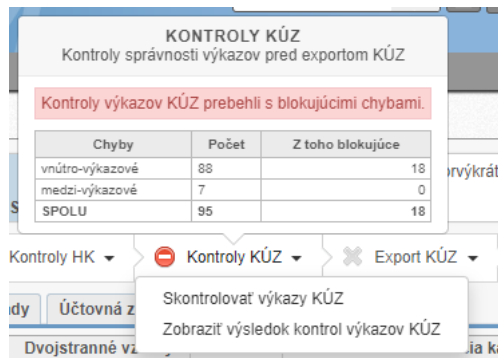 KONTROLY KÚZ
Kontroly správnosti výkazov pred exportom KÚZ
Kontroly výkazov KÚZ prebehli s blokujúcimi chybami.
Chyby Počet Z toho blokujúce
vnútro-výkazové 88 18
medzi-výkazové 7 0
SPOLU 95 18
Kontroly HK Kontroly KÚZ Export KÚZ
Skontrolovať výkazy KÚZ
Účtovná z
Zobraziť výsledok kontrol výkazov KÚZ
Dvojstranné